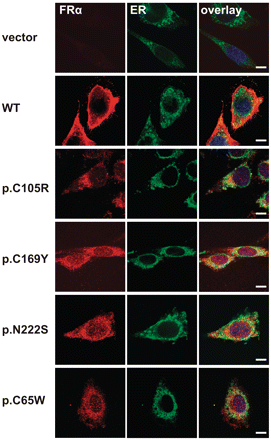 FRα ER overlay
vector
WT
p.C105R
p.C169Y
p.N222S
p.C65W